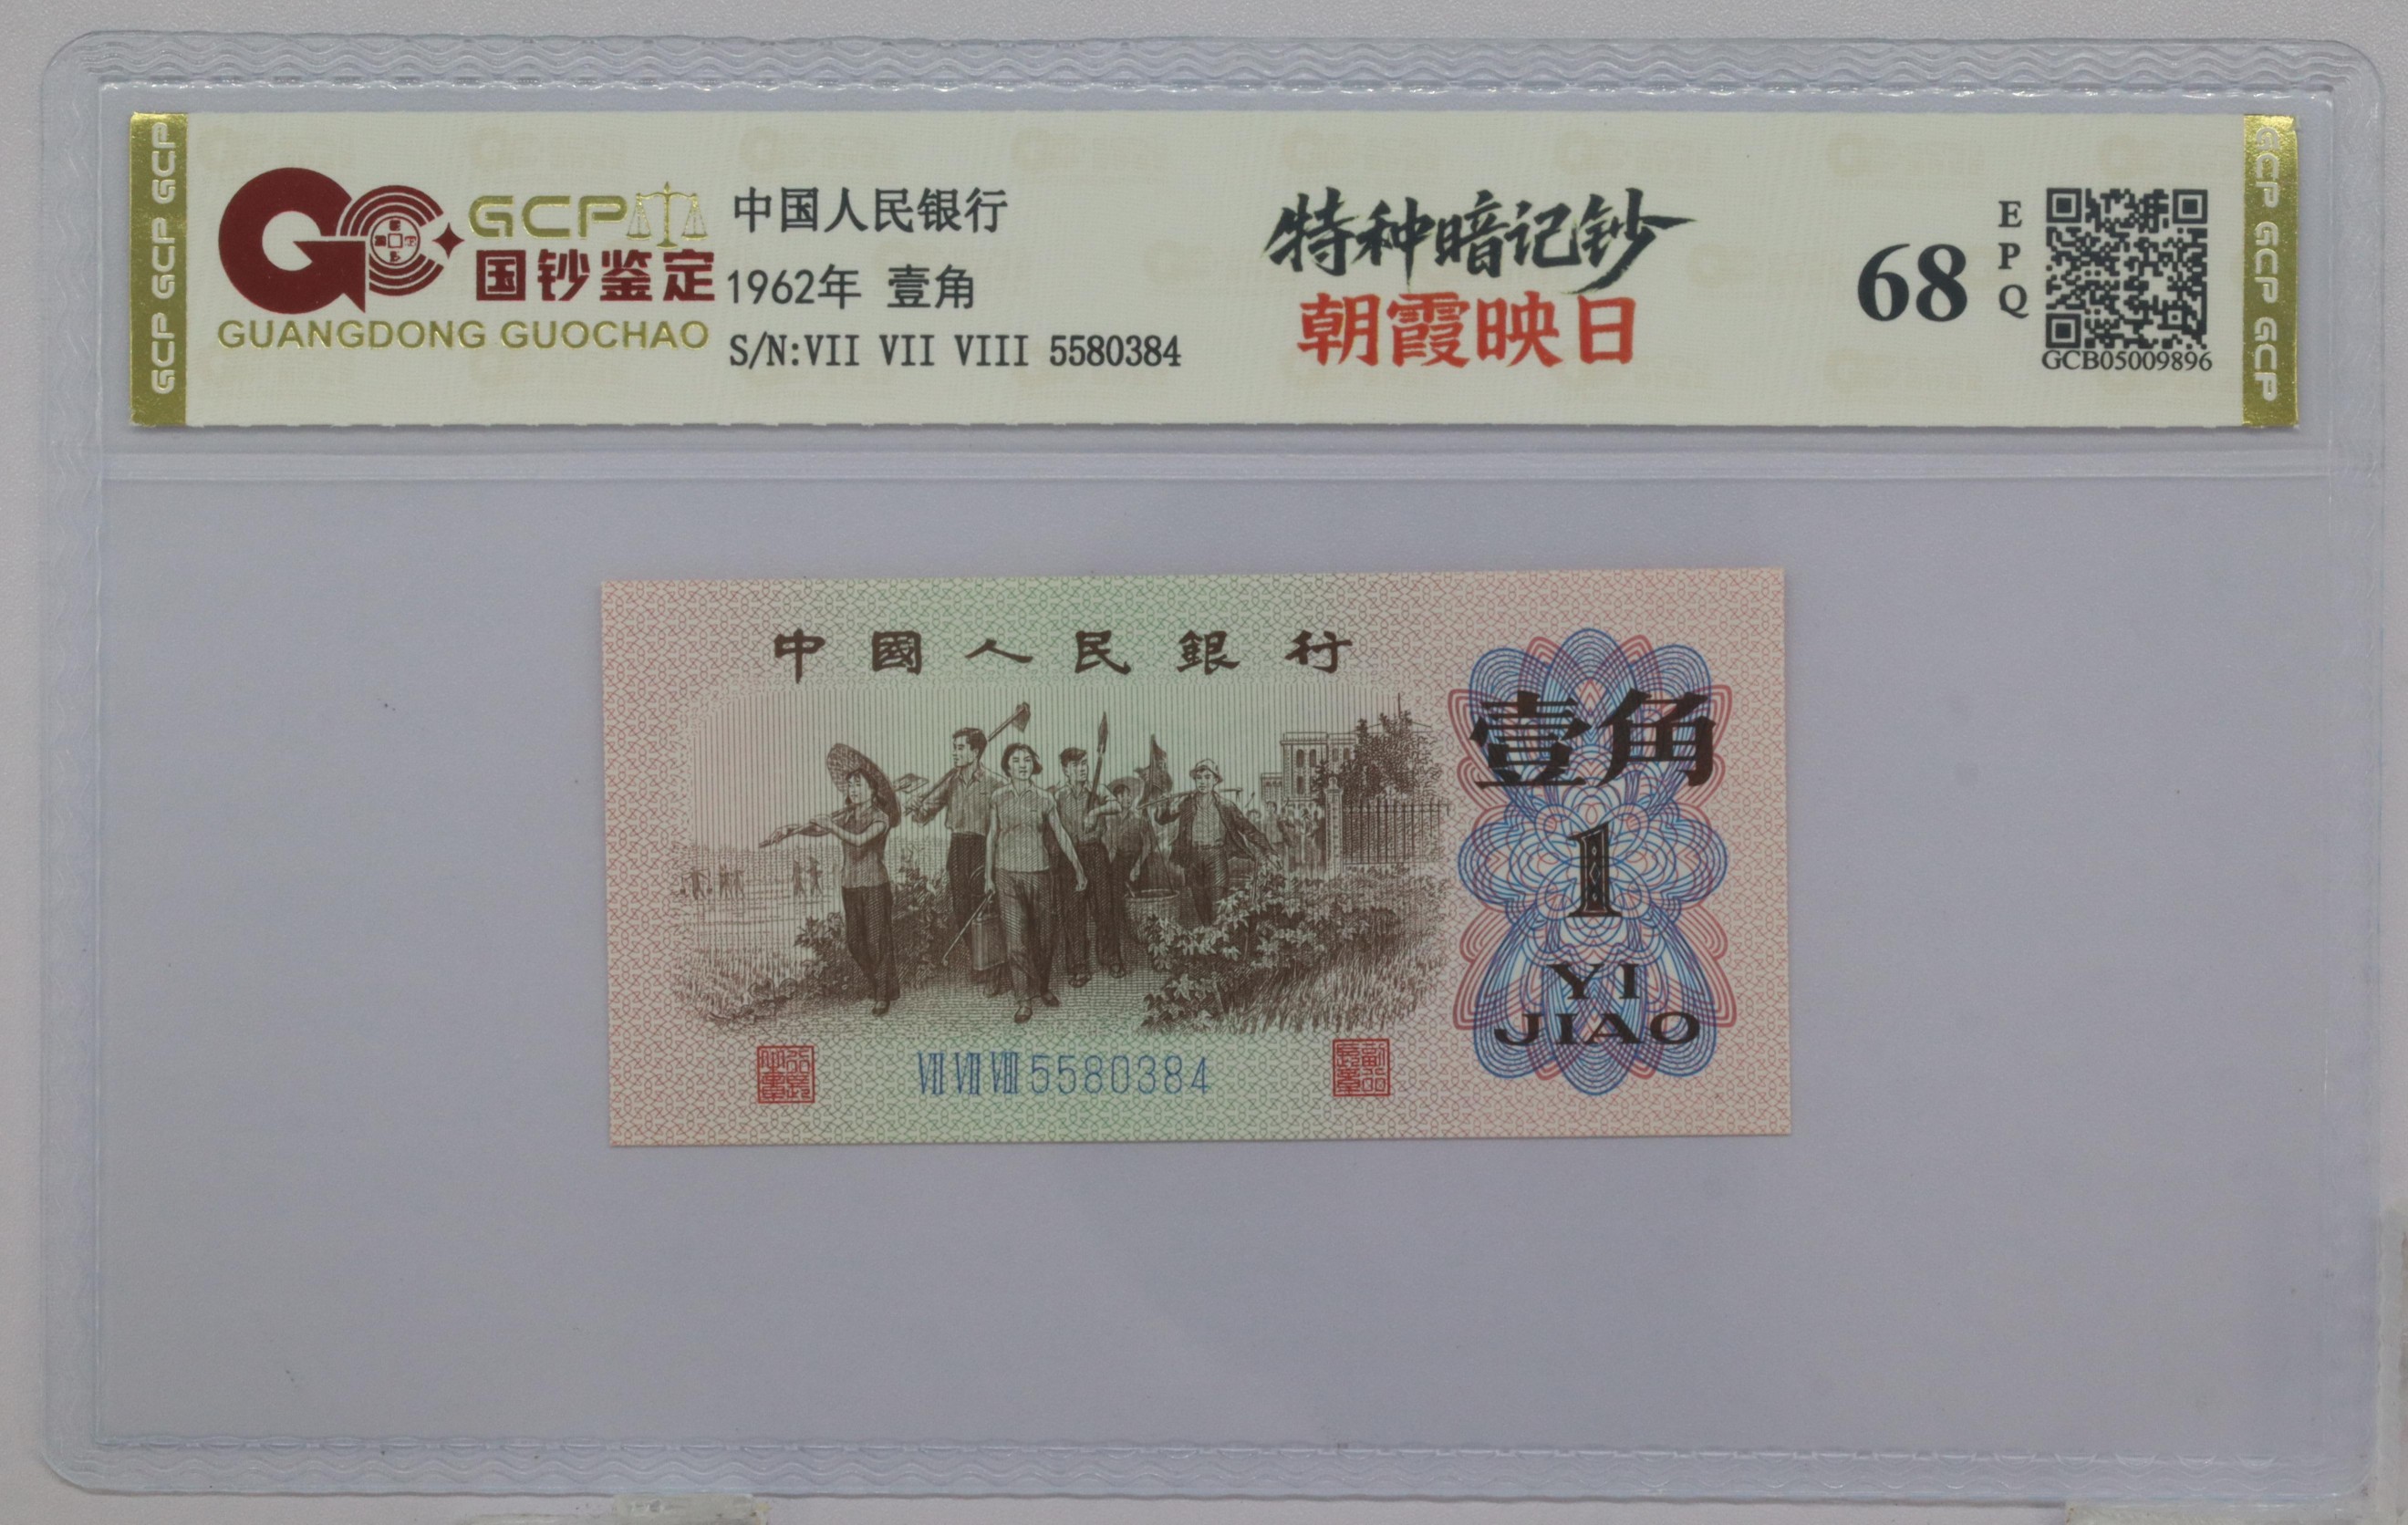 GCP GCP GCP
GCP
国钞鉴定
GUANGDONG GUOCHAO
中国人民银行
1962年 壹角
S/N:VII VII VIII 5580384
特种暗记钞
朝霞映日
68
EPQ
GCB05009896
GCP GCP GCP
中國人民銀行
壹角
1
YI
JIAO
VII VII VIII 5580384